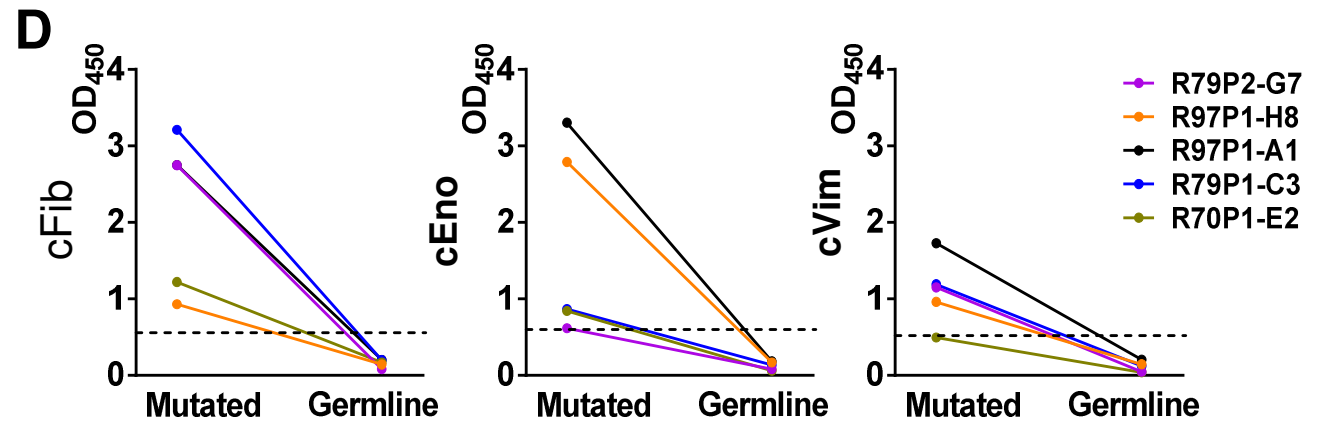 D
cFib
OD450
4
3
2
1
0
Mutated Germline
cEno
OD450
4
3
2
1
0
Mutated Germline
cVim
OD450
4
3
2
1
0
Mutated Germline
R79P2-G7
R97P1-H8
R97P1-A1
R79P1-C3
R70P1-E2